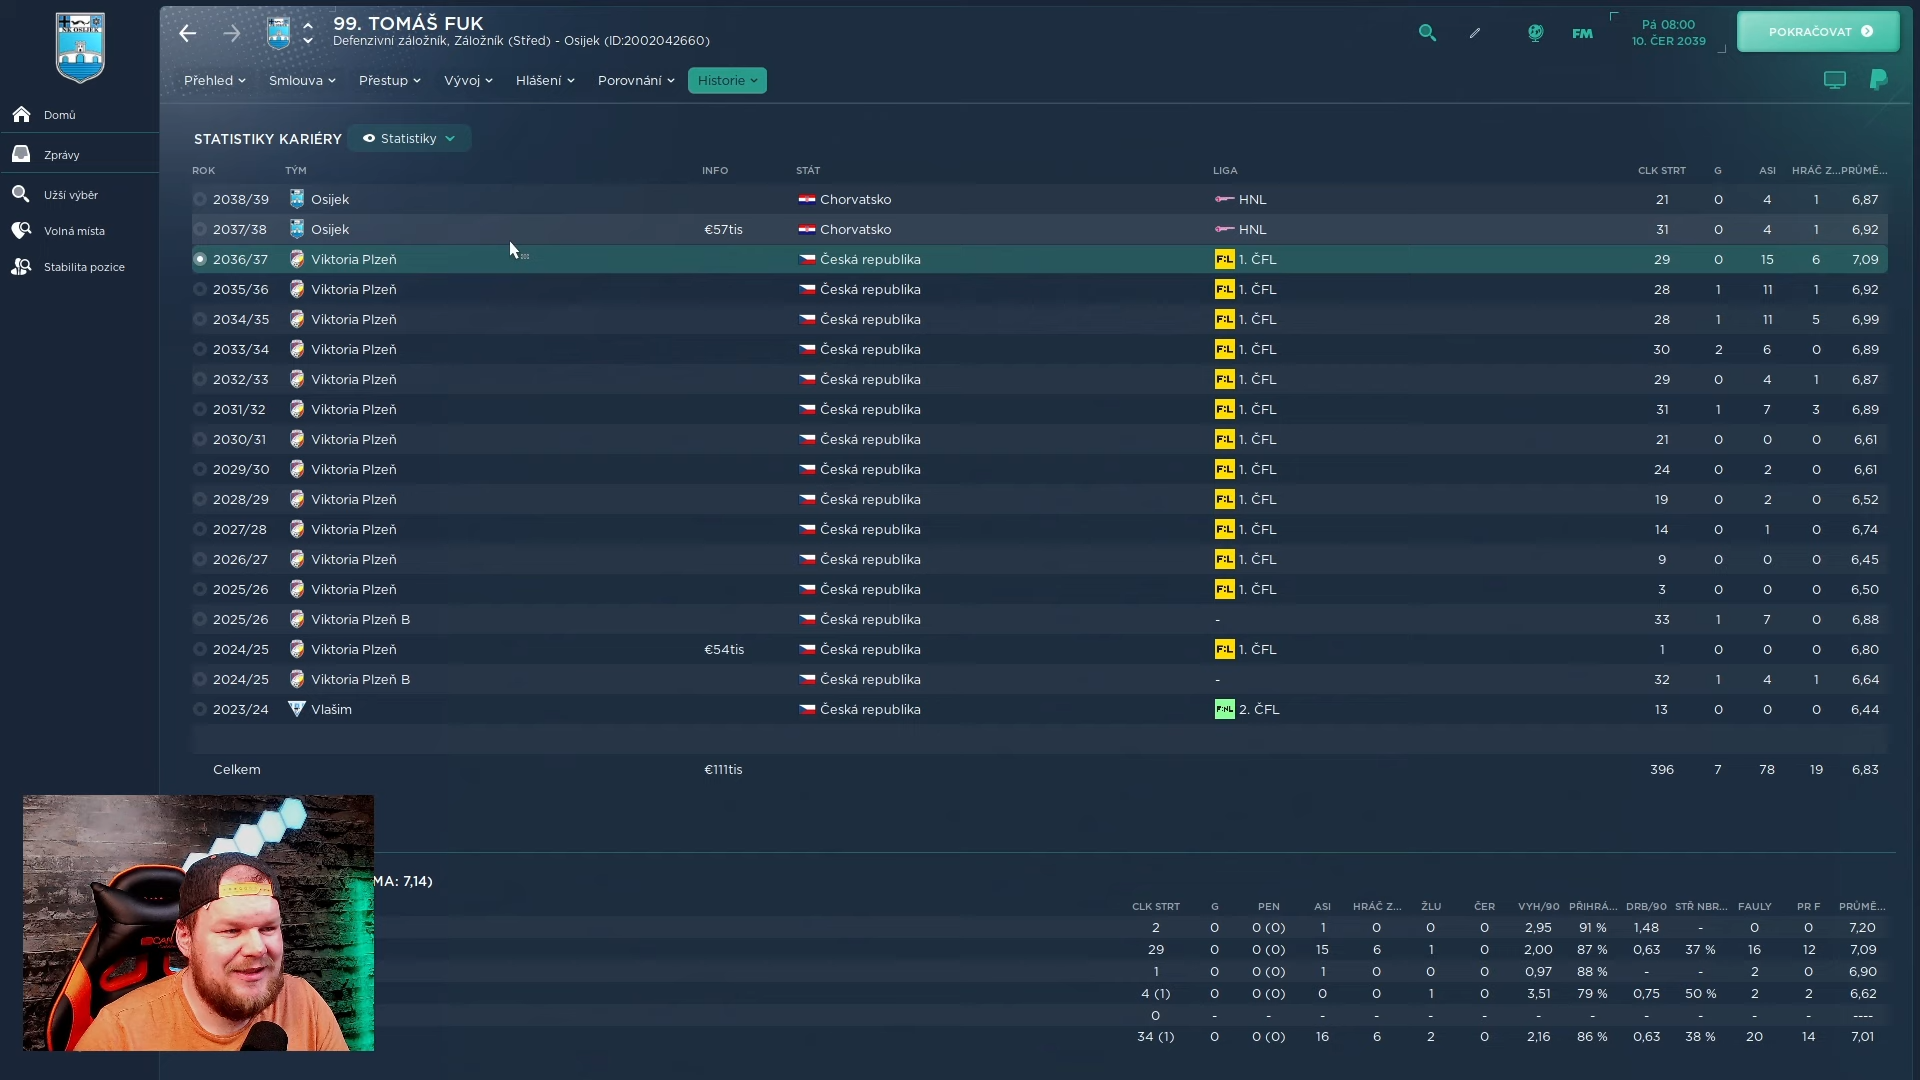 99. TOMÁŠ FUK
Defenzivní záložník, Záložník (Střed) - Osijek (ID:2002042660)
FM
Pá 08:00
10. ČER 2039
POKRAČOVAT
NK OSIJEK
Přehled Smlouva Přestup Vývoj Hlášení Porovnání Historie
Domů
Zprávy
Užší výběr
Volná místa
Stabilita pozice
STATISTIKY KARIÉRY Statistiky
ROK TÝM INFO STÁT LIGA CLK STRT G ASI HRÁČ Z... PRŮMĚ...
2038/39 Osijek Chorvatsko HNL 21 0 4 1 6,87
2037/38 Osijek €57tis Chorvatsko HNL 31 0 4 1 6,92
2036/37 Viktoria Plzeň Česká republika F:L 1. ČFL 29 0 15 6 7,09
2035/36 Viktoria Plzeň Česká republika F:L 1. ČFL 28 1 11 1 6,92
2034/35 Viktoria Plzeň Česká republika F:L 1. ČFL 28 1 11 5 6,99
2033/34 Viktoria Plzeň Česká republika F:L 1. ČFL 30 2 6 0 6,89
2032/33 Viktoria Plzeň Česká republika F:L 1. ČFL 29 0 4 1 6,87
2031/32 Viktoria Plzeň Česká republika F:L 1. ČFL 31 1 7 3 6,89
2030/31 Viktoria Plzeň Česká republika F:L 1. ČFL 21 0 0 0 6,61
2029/30 Viktoria Plzeň Česká republika F:L 1. ČFL 24 0 2 0 6,61
2028/29 Viktoria Plzeň Česká republika F:L 1. ČFL 19 0 2 0 6,52
2027/28 Viktoria Plzeň Česká republika F:L 1. ČFL 14 0 1 0 6,74
2026/27 Viktoria Plzeň Česká republika F:L 1. ČFL 9 0 0 0 6,45
2025/26 Viktoria Plzeň Česká republika F:L 1. ČFL 3 0 0 0 6,50
2025/26 Viktoria Plzeň B Česká republika - 33 1 7 0 6,88
2024/25 Viktoria Plzeň €54tis Česká republika F:L 1. ČFL 1 0 0 0 6,80
2024/25 Viktoria Plzeň B Česká republika - 32 1 4 1 6,64
2023/24 Vlašim Česká republika F:NL 2. ČFL 13 0 0 0 6,44
Celkem €111tis 396 7 78 19 6,83
MA: 7,14)
CLK STRT G PEN ASI HRÁČ Z... ŽLU ČER VYH/90 PŘIHRÁ... DRB/90 STŘ NBR... FAULY PR F PRŮMĚ...
2 0 0 (0) 1 0 0 0 2,95 91 % 1,48 - 0 0 7,20
29 0 0 (0) 15 6 1 0 2,00 87 % 0,63 37 % 16 12 7,09
1 0 0 (0) 1 0 0 0 0,97 88 % - - 2 0 6,90
4 (1) 0 0 (0) 0 0 1 0 3,51 79 % 0,75 50 % 2 2 6,62
0 - - - - - - - - - - - - ----
34 (1) 0 0 (0) 16 6 2 0 2,16 86 % 0,63 38 % 20 14 7,01